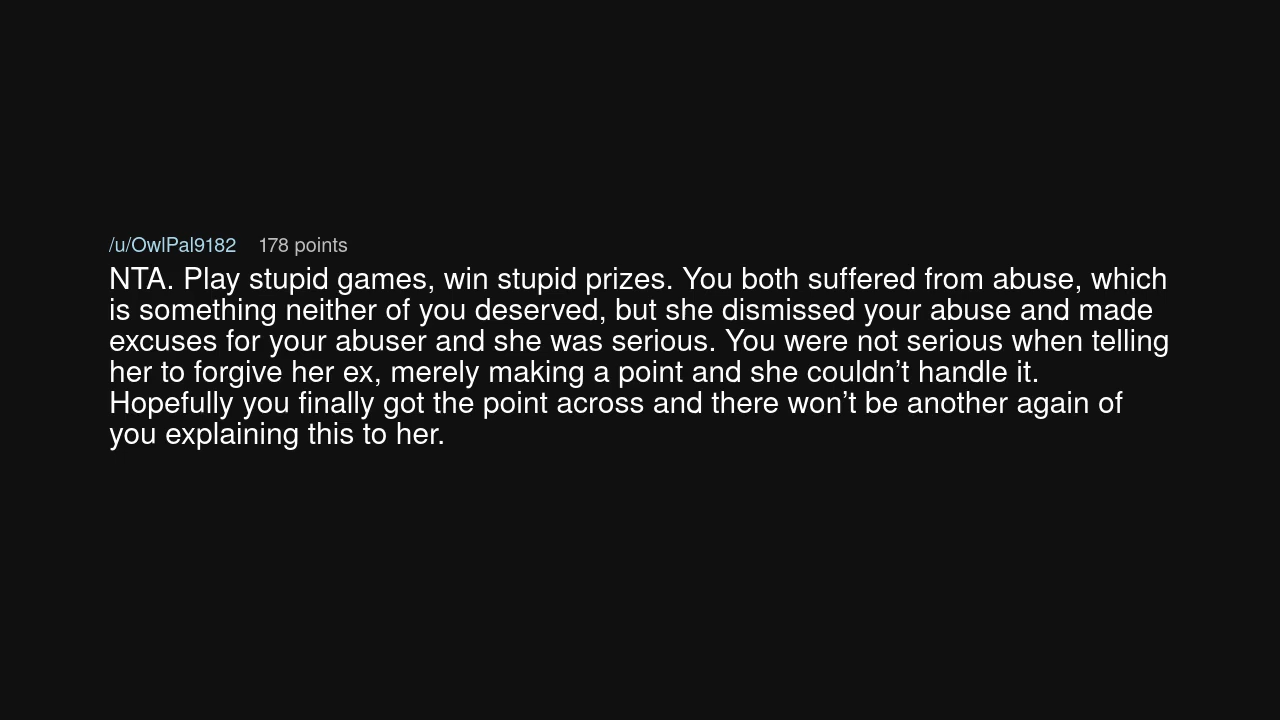 /u/OwlPal9182 178 points
NTA. Play stupid games, win stupid prizes. You both suffered from abuse, which
is something neither of you deserved, but she dismissed your abuse and made
excuses for your abuser and she was serious. You were not serious when telling
her to forgive her ex, merely making a point and she couldn’t handle it.
Hopefully you finally got the point across and there won’t be another again of
you explaining this to her.